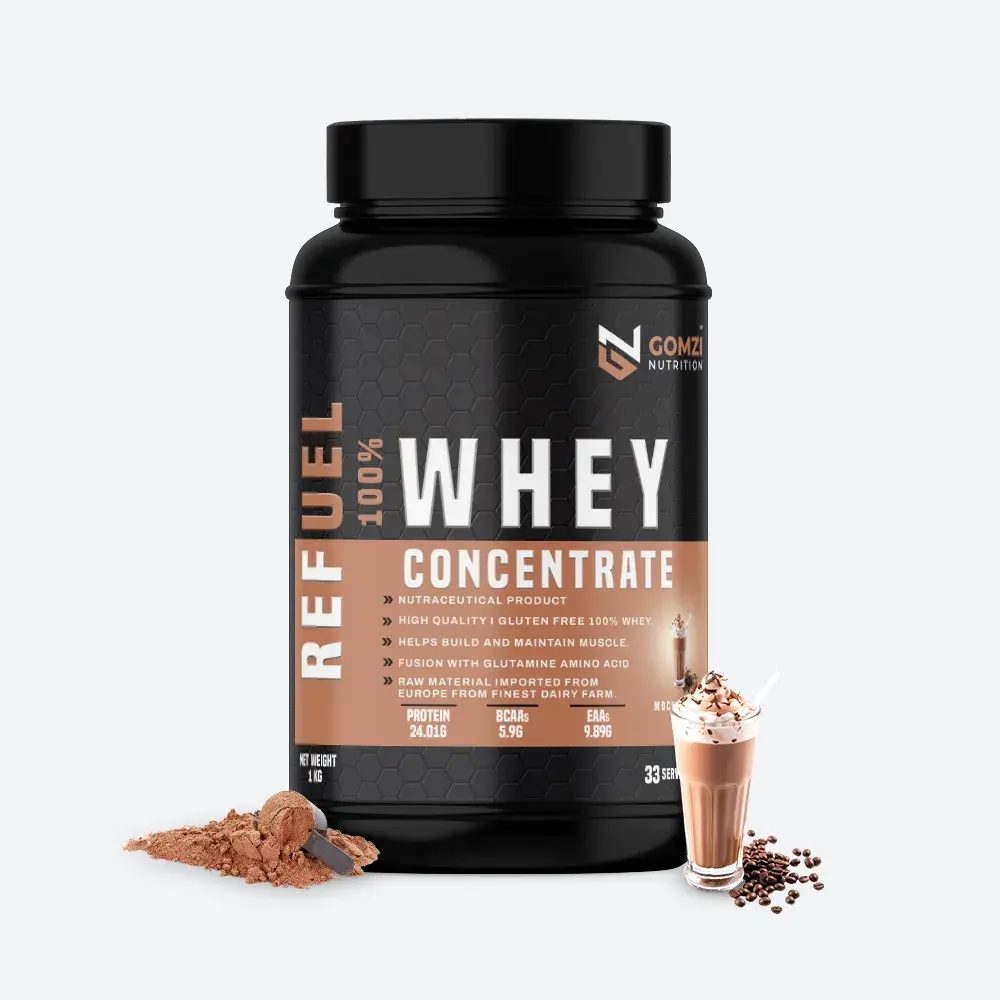 GOMZI
NUTRITION
REFUEL
100%
WHEY
CONCENTRATE
» NUTRACEUTICAL PRODUCT
» HIGH QUALITY I GLUTEN FREE 100% WHEY.
» HELPS BUILD AND MAINTAIN MUSCLE.
» FUSION WITH GLUTAMINE AMINO ACID
» RAW MATERIAL IMPORTED FROM
EUROPE FROM FINEST DAIRY FARM.
PROTEIN BCAAs EAAs
24.01G 5.9G 9.89G
NET WEIGHT
1 KG
33